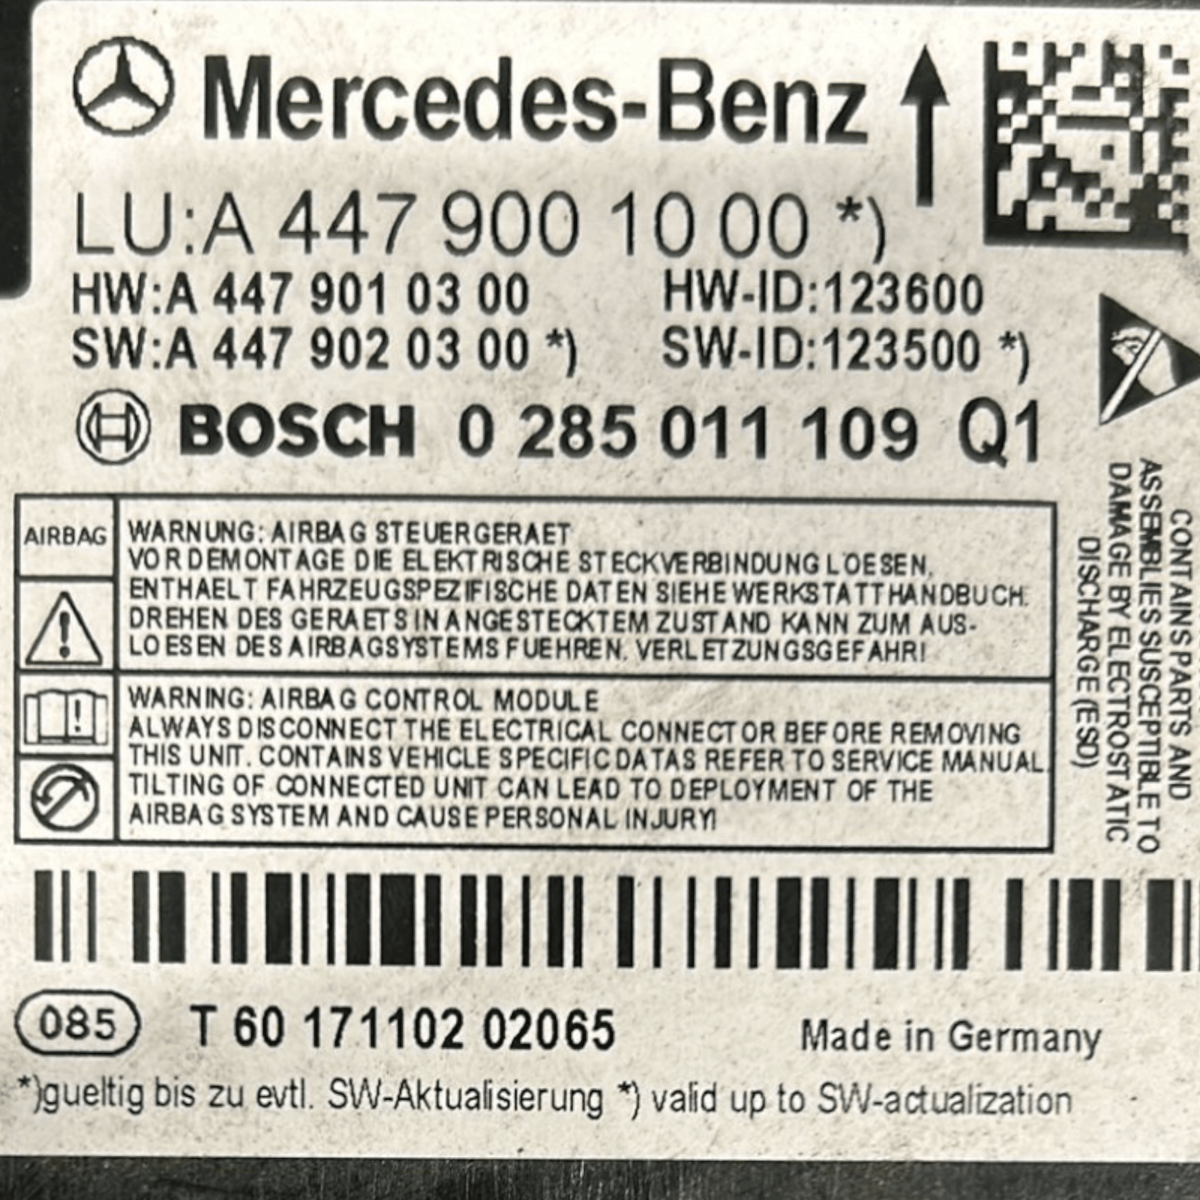 Mercedes-Benz
LU:A 447 900 10 00 *)
HW:A 447 901 03 00 HW-ID:123600
SW:A 447 902 03 00 *) SW-ID:123500 *)
BOSCH 0 285 011 109 Q1
AIRBAG
WARNUNG: AIRBAG STEUERGERAET
VOR DEMONTAGE DIE ELEKTRISCHE STECKVERBINDUNG LOESEN,
ENTHAELT FAHRZEUGSPEZIFISCHE DATEN SIEHE WERKSTATTHANDBUCH.
DREHEN DES GERAETS IN ANGESTECKTEM ZUSTAND KANN ZUM AUS-
LOESEN DES AIRBAGSYSTEMS FUEHREN. VERLETZUNGSGEFAHR!
WARNING: AIRBAG CONTROL MODULE
ALWAYS DISCONNECT THE ELECTRICAL CONNECTOR BEFORE REMOVING
THIS UNIT. CONTAINS VEHICLE SPECIFIC DATAS REFER TO SERVICE MANUAL
TILTING OF CONNECTED UNIT CAN LEAD TO DEPLOYMENT OF THE
AIRBAG SYSTEM AND CAUSE PERSONAL INJURY!
CONTAINS PARTS AND
ASSEMBLIES SUSCEPTIBLE TO
DAMAGE BY ELECTROSTATIC
DISCHARGE (ESD)
085 T 60 171102 02065 Made in Germany
*)gueltig bis zu evtl. SW-Aktualisierung *) valid up to SW-actualization